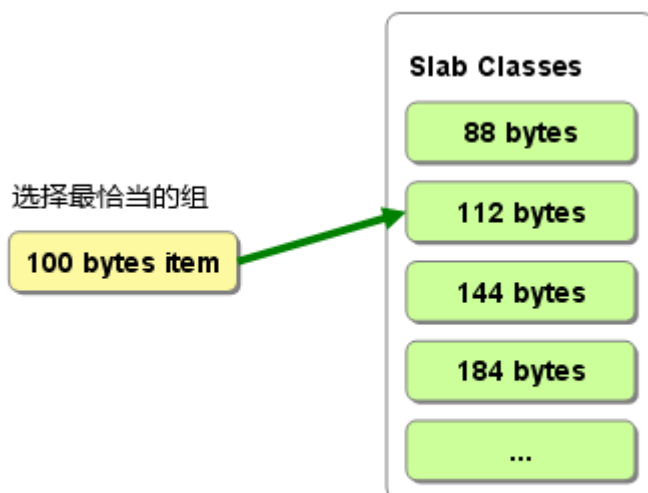 Slab Classes
88 bytes
选择最恰当的组
112 bytes
100 bytes item
144 bytes
184 bytes
...